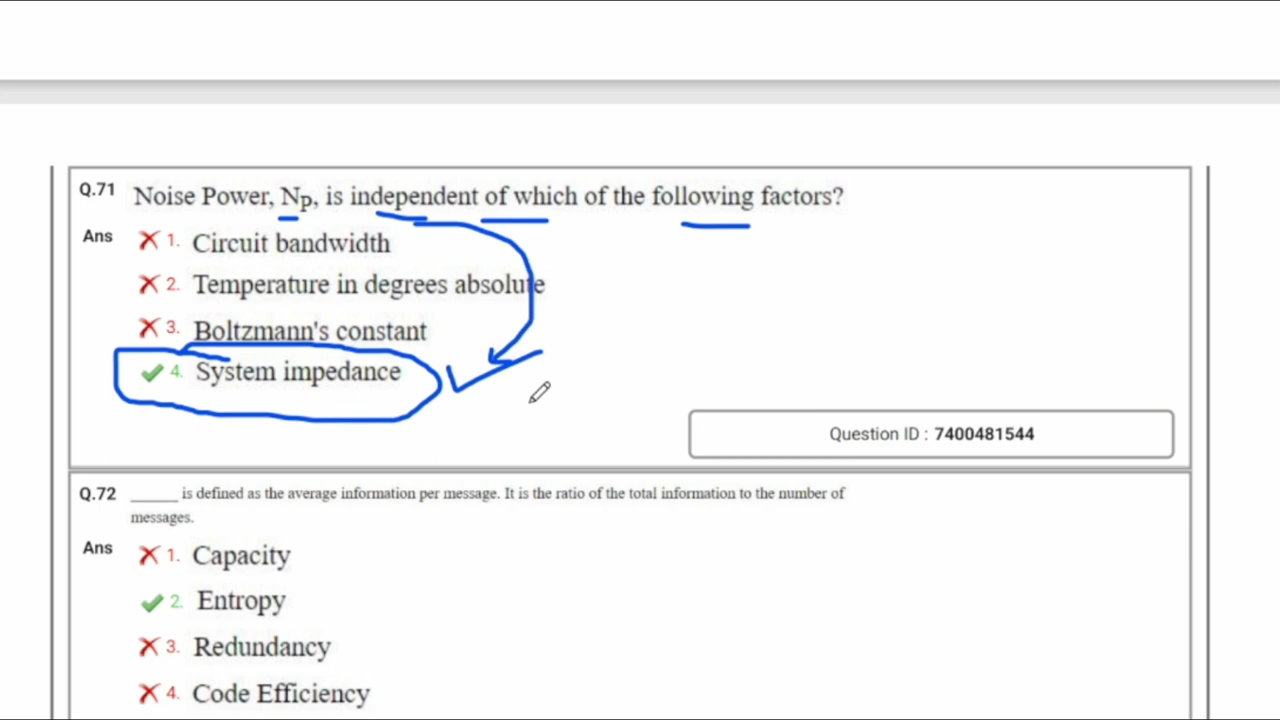 Q.71 Noise Power, NP, is independent of which of the following factors?
Ans 1. Circuit bandwidth
2. Temperature in degrees absolute
3. Boltzmann's constant
4. System impedance
Question ID : 7400481544
Q.72 ______ is defined as the average information per message. It is the ratio of the total information to the number of
messages.
Ans 1. Capacity
2. Entropy
3. Redundancy
4. Code Efficiency